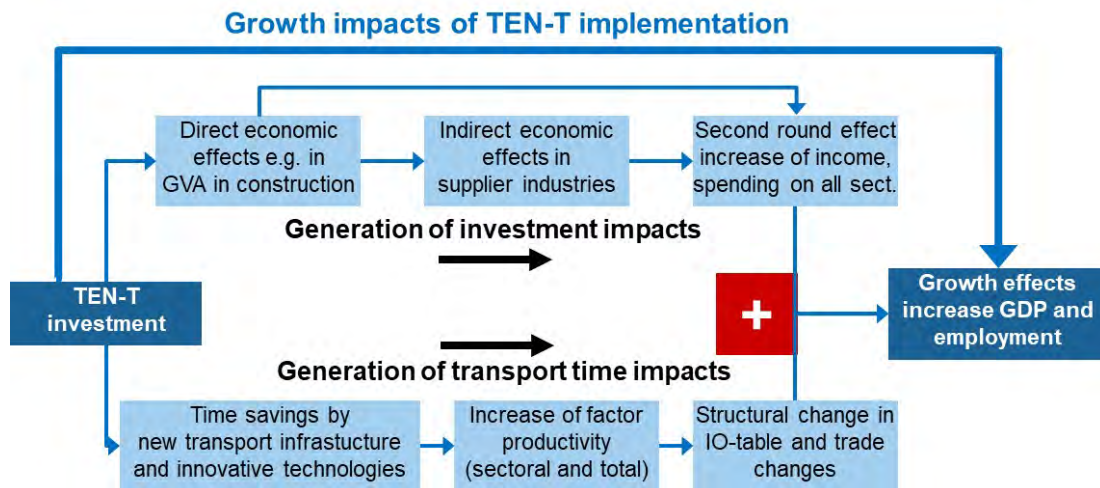 Growth impacts of TEN-T implementation
Direct economic
effects e.g. in
GVA in construction
Indirect economic
effects in
supplier industries
Second round effect
increase of income,
spending on all sect.
Generation of investment impacts
TEN-T
investment
+
Growth effects
increase GDP and
employment
Generation of transport time impacts
Time savings by
new transport infrastucture
and innovative technologies
Increase of factor
productivity
(sectoral and total)
Structural change in
IO-table and trade
changes